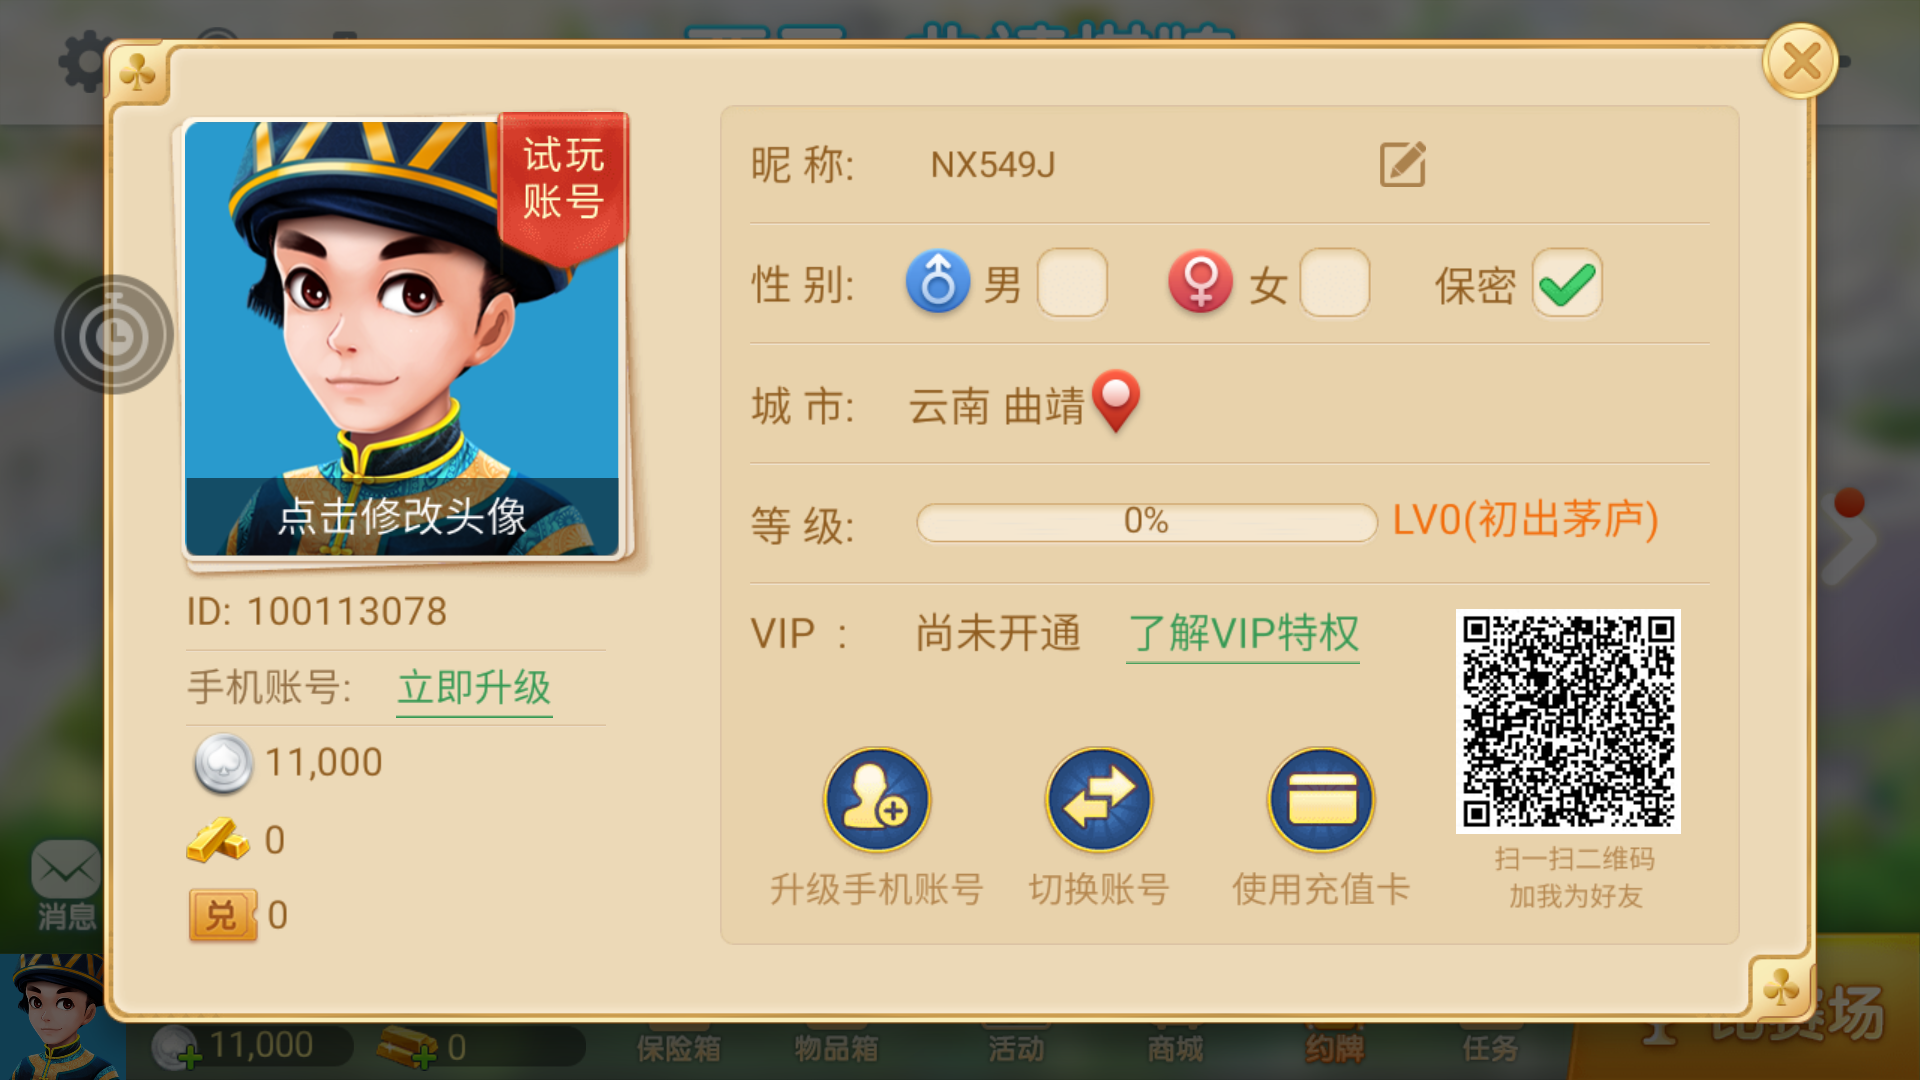 试玩
账号
点击修改头像
ID: 100113078
手机账号: 立即升级
11,000
0
兑 0
昵 称: NX549J
性 别: 男 女 保密
城 市: 云南 曲靖
等 级: 0% LV0(初出茅庐)
VIP : 尚未开通 了解VIP特权
升级手机账号 切换账号 使用充值卡
扫一扫二维码
加我为好友
消息
11,000 0 保险箱 物品箱 活动 商城 约牌 任务